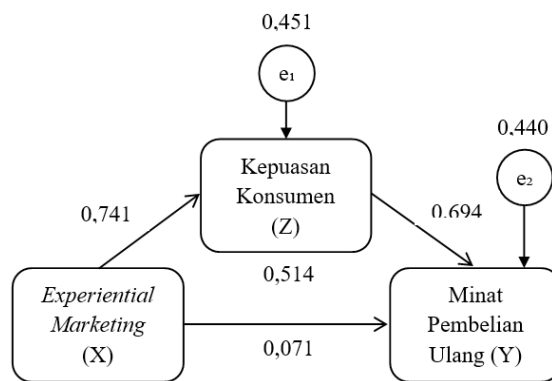 0,451
e₁
0,440
Kepuasan
Konsumen
(Z)
e₂
0,741
0.694
0,514
Experiential
Marketing
(X)
Minat
Pembelian
Ulang (Y)
0,071